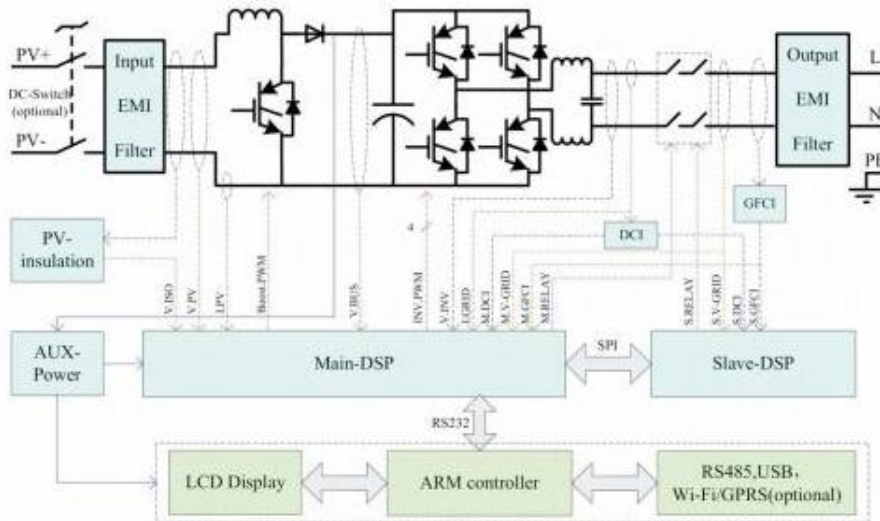 PV+
DC-Switch
(optional)
PV-
Input
EMI
Filter
Output
EMI
Filter
L
N
PE
GFCI
DCI
PV-
insulation
4
V.ISO
V.PV
I.PV
Boost.PWM
V.BUS
INV.PWM
V.INV
I.GRID
M.DCI
M.V-GRID
M.GFCI
M.RELAY
S.RELAY
S.V-GRID
S.DCI
S.GFCI
AUX-
Power
Main-DSP
SPI
Slave-DSP
RS232
LCD Display
ARM controller
RS485,USB、
Wi-Fi/GPRS(optional)